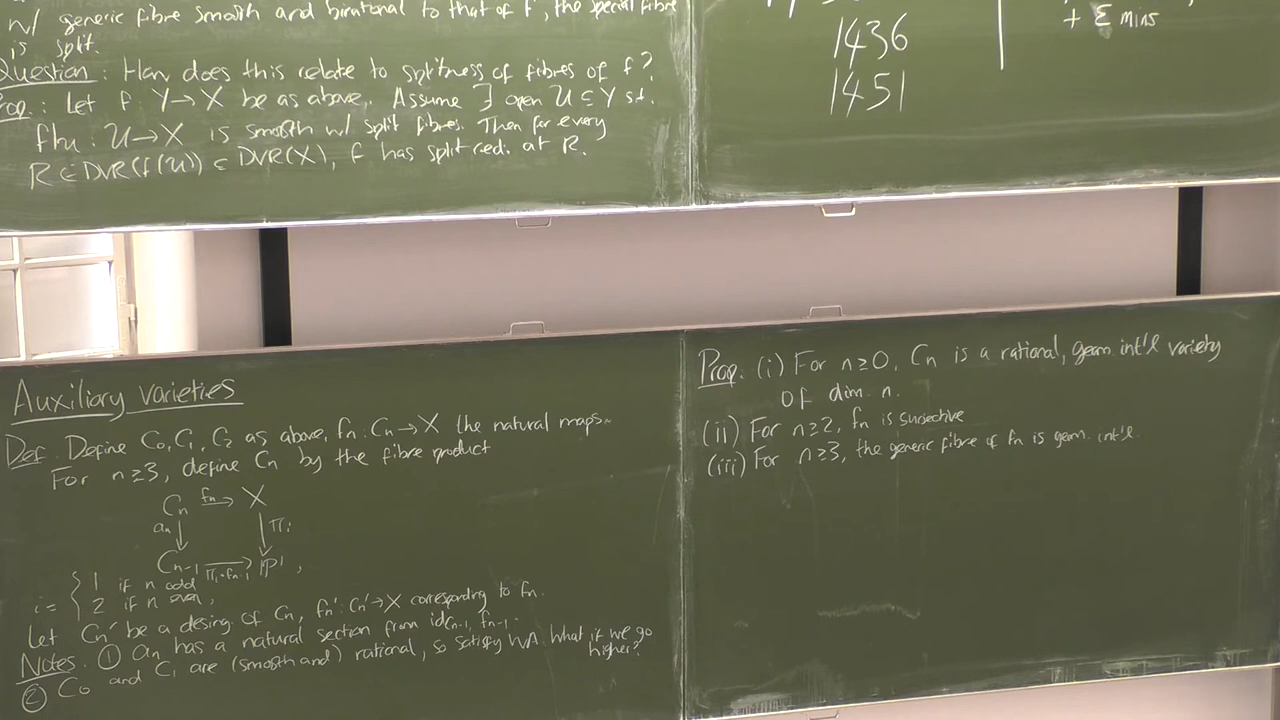 w/ generic fibre smooth and birational to that of f, the special fibre
is split.
Question: How does this relate to splitness of fibres of f?
Prop.: Let f: Y→X be as above. Assume ∃ open U ⊆ Y st.
f|u: U→X is smooth w/ split fibres. Then for every
R ∈ DVR(f(U)) ⊆ DVR(X), f has split red. at R.
1436
1451
+ Σ mins
Auxiliary varieties
Def. Define C₀, C₁, C₂ as above, fn: Cn→X the natural maps.
For n≥3, define Cn by the fibre product
Cn fn→ X
an↓ ↓πi
Cn-1 πi∘fn-1→ |P¹,
i= { 1 if n odd
2 if n even,
Let Cn' be a desing. of Cn, fn': Cn'→X corresponding to fn.
Notes. ① an has a natural section from idCn-1, fn-1.
② C₀ and C₁ are (smooth and) rational, so satisfy WA. What if we go
higher?
Prop. (i) For n≥0, Cn is a rational, geom. int'l variety
of dim. n.
(ii) For n≥2, fn is surjective
(iii) For n≥3, the generic fibre of fn is geom. int'l.